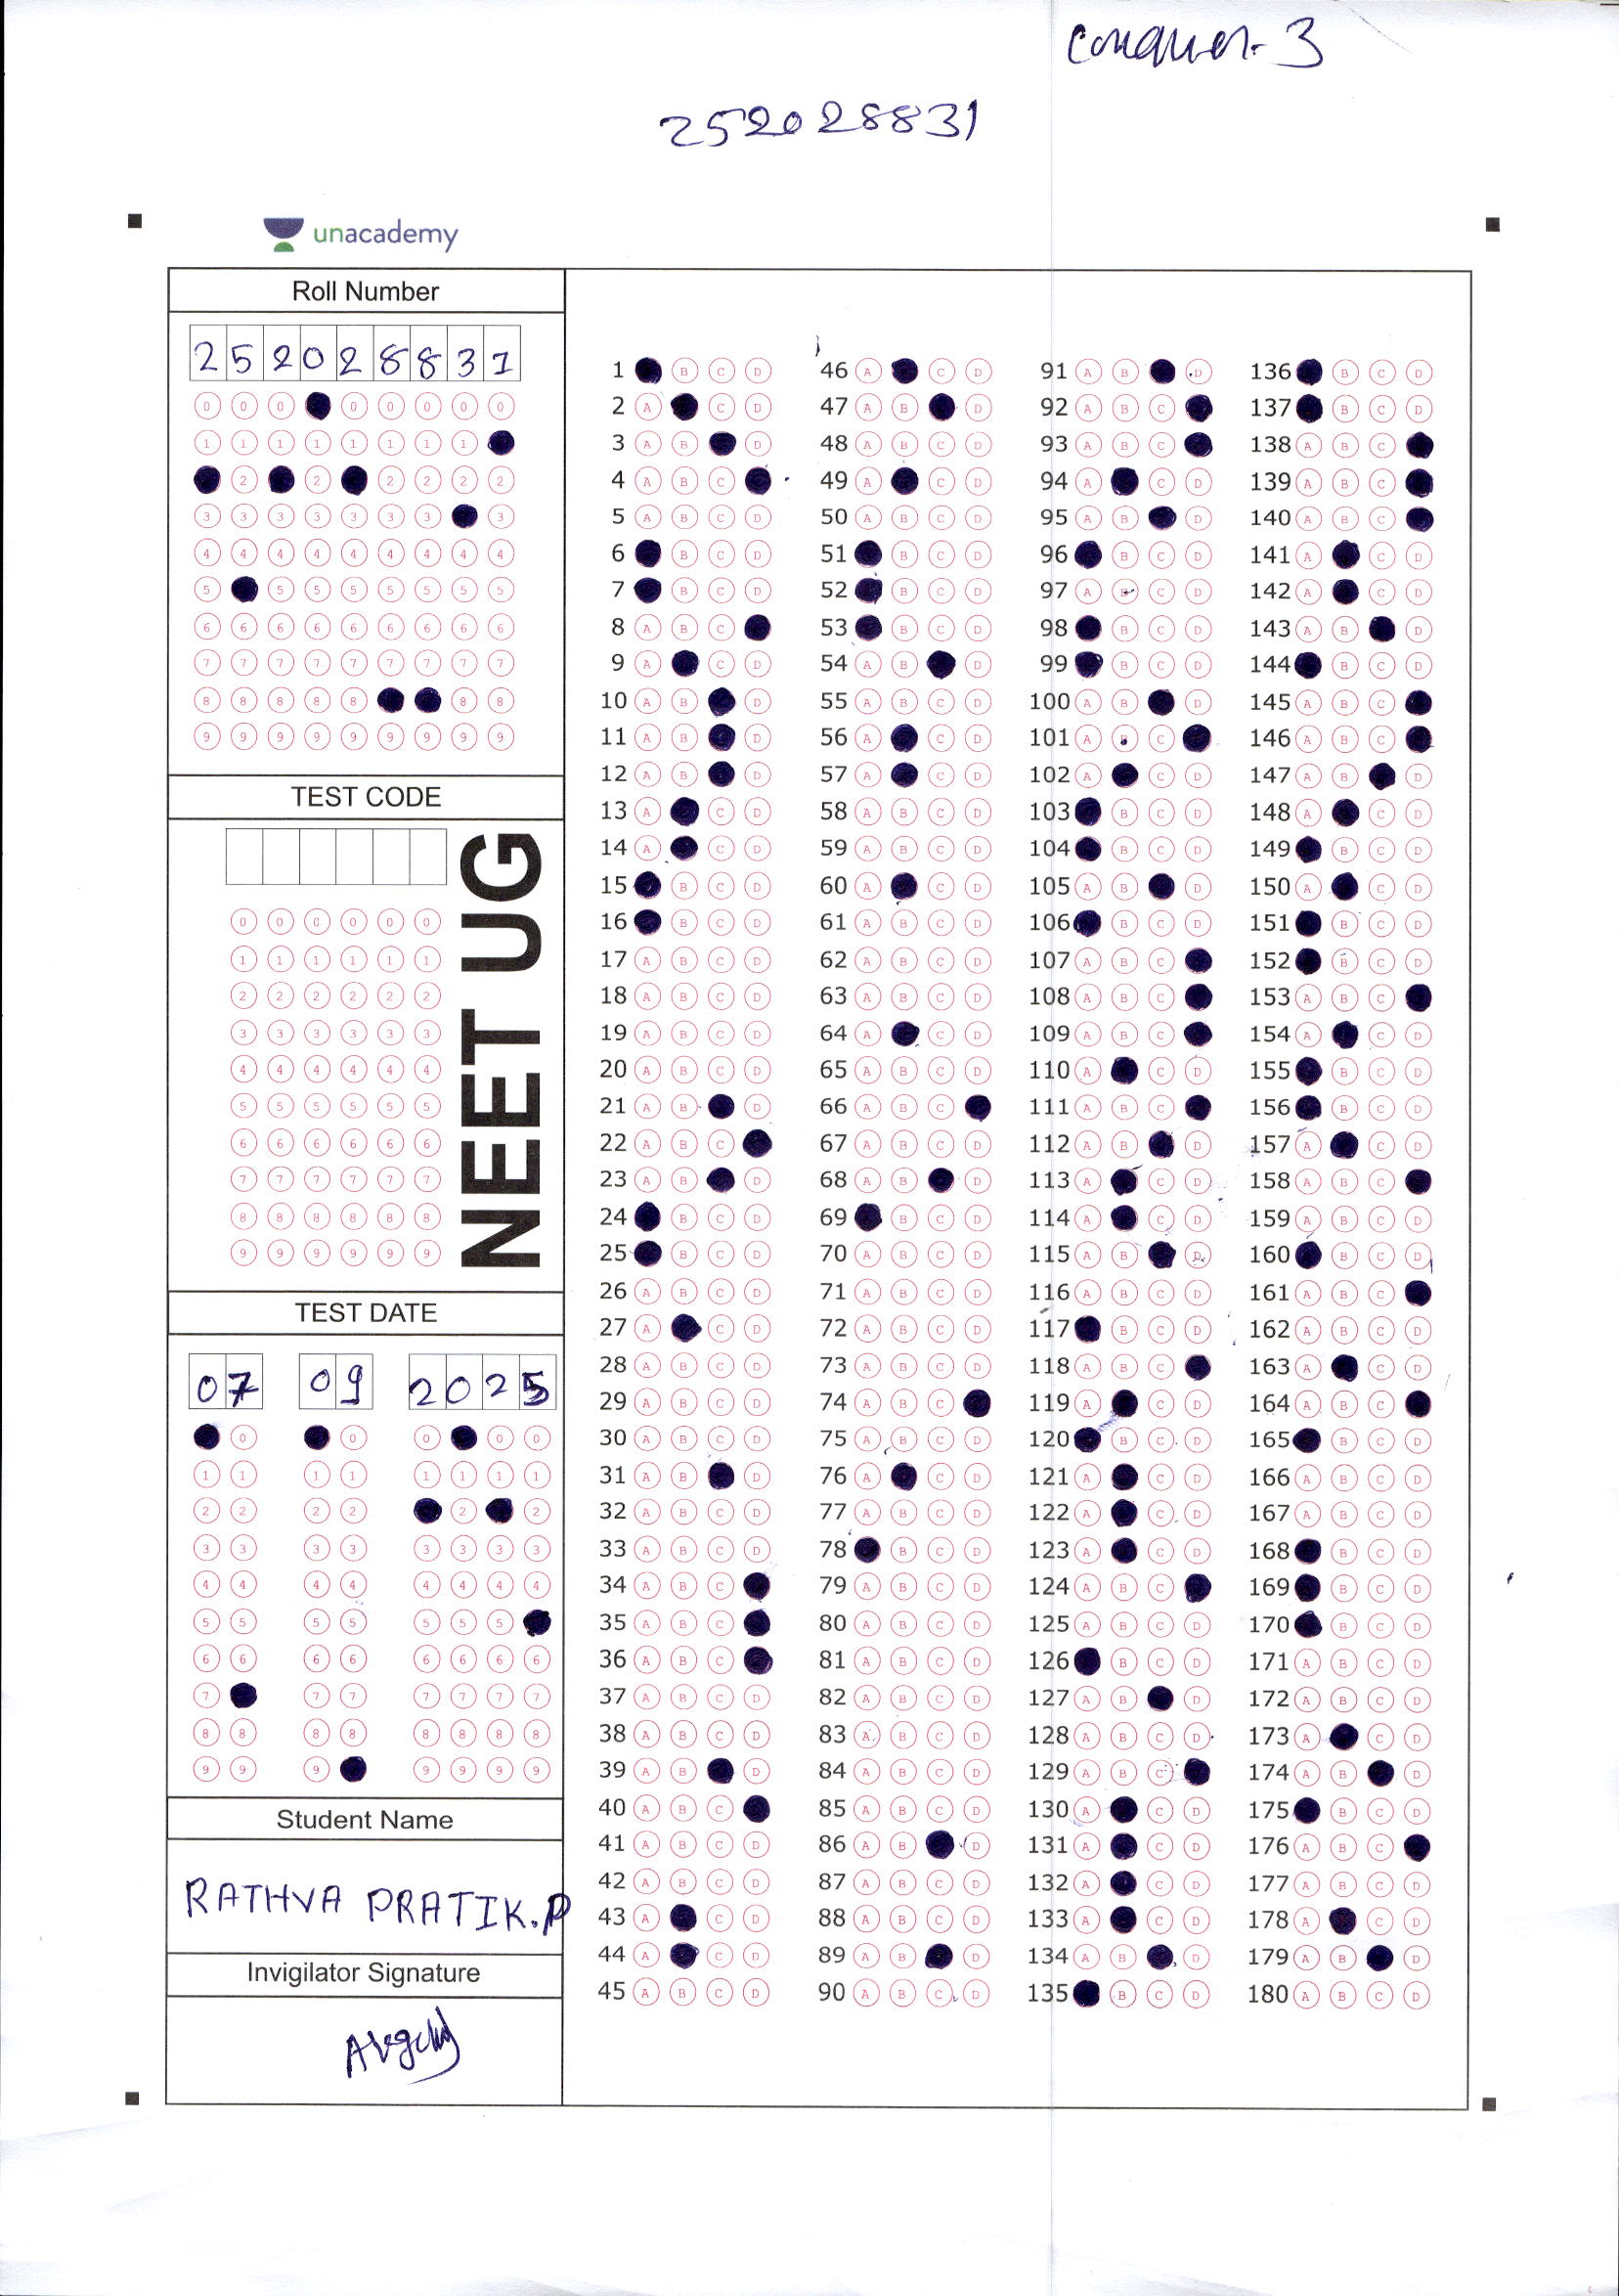 conquer-3
252028831
unacademy
Roll Number
2 5 2 0 2 8 8 3 1
TEST CODE
NEET UG
TEST DATE
07 09 2025
Student Name
RATHVA PRATIK.P
Invigilator Signature
1 B C D
2 A C D
3 A B D
4 A B C
5 A B C D
6 B C D
7 B C D
8 A B C
9 A C D
10 A B D
11 A B D
12 A B D
13 A C D
14 A C D
15 B C D
16 B C D
17 A B C D
18 A B C D
19 A B C D
20 A B C D
21 A B D
22 A B C
23 A B D
24 B C D
25 B C D
26 A B C D
27 A C D
28 A B C D
29 A B C D
30 A B C D
31 A B D
32 A B C D
33 A B C D
34 A B C
35 A B C
36 A B C
37 A B C D
38 A B C D
39 A B D
40 A B C
41 A B C D
42 A B C D
43 A C D
44 A C D
45 A B C D
46 A C D
47 A B D
48 A B C D
49 A C D
50 A B C D
51 B C D
52 B C D
53 B C D
54 A B D
55 A B C D
56 A C D
57 A C D
58 A B C D
59 A B C D
60 A C D
61 A B C D
62 A B C D
63 A B C D
64 A C D
65 A B C D
66 A B C
67 A B C D
68 A B D
69 B C D
70 A B C D
71 A B C D
72 A B C D
73 A B C D
74 A B C
75 A B C D
76 A C D
77 A B C D
78 B C D
79 A B C D
80 A B C D
81 A B C D
82 A B C D
83 A B C D
84 A B C D
85 A B C D
86 A B D
87 A B C D
88 A B C D
89 A B D
90 A B C D
91 A B D
92 A B C
93 A B C
94 A C D
95 A B D
96 B C D
97 A C D
98 B C D
99 B C D
100 A B D
101 A C
102 A C D
103 B C D
104 B C D
105 A B D
106 B C D
107 A B C
108 A B C
109 A B C
110 A C D
111 A B C
112 A B D
113 A C D
114 A C D
115 A B D
116 A B C D
117 B C D
118 A B C
119 A C D
120 B C D
121 A C D
122 A C D
123 A C D
124 A B C
125 A B C D
126 B C D
127 A B D
128 A B C D
129 A B C
130 A C D
131 A C D
132 A C D
133 A C D
134 A B D
135 B C D
136 B C D
137 B C D
138 A B C
139 A B C
140 A B C
141 A C D
142 A C D
143 A B D
144 B C D
145 A B C
146 A B C
147 A B D
148 A C D
149 B C D
150 A C D
151 B C D
152 B C D
153 A B C
154 A C D
155 B C D
156 B C D
157 A C D
158 A B C
159 A B C D
160 B C D
161 A B C
162 A B C D
163 A C D
164 A B C
165 B C D
166 A B C D
167 A B C D
168 B C D
169 B C D
170 B C D
171 A B C D
172 A B C D
173 A C D
174 A B D
175 B C D
176 A B C
177 A B C D
178 A C D
179 A B D
180 A B C D